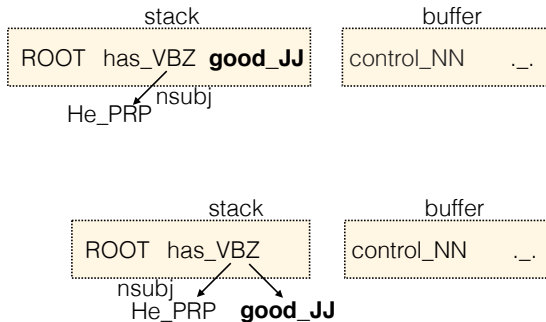 stack buffer
ROOT has_VBZ good_JJ control_NN ._.
nsubj
He_PRP
stack buffer
ROOT has_VBZ control_NN ._.
nsubj
He_PRP good_JJ